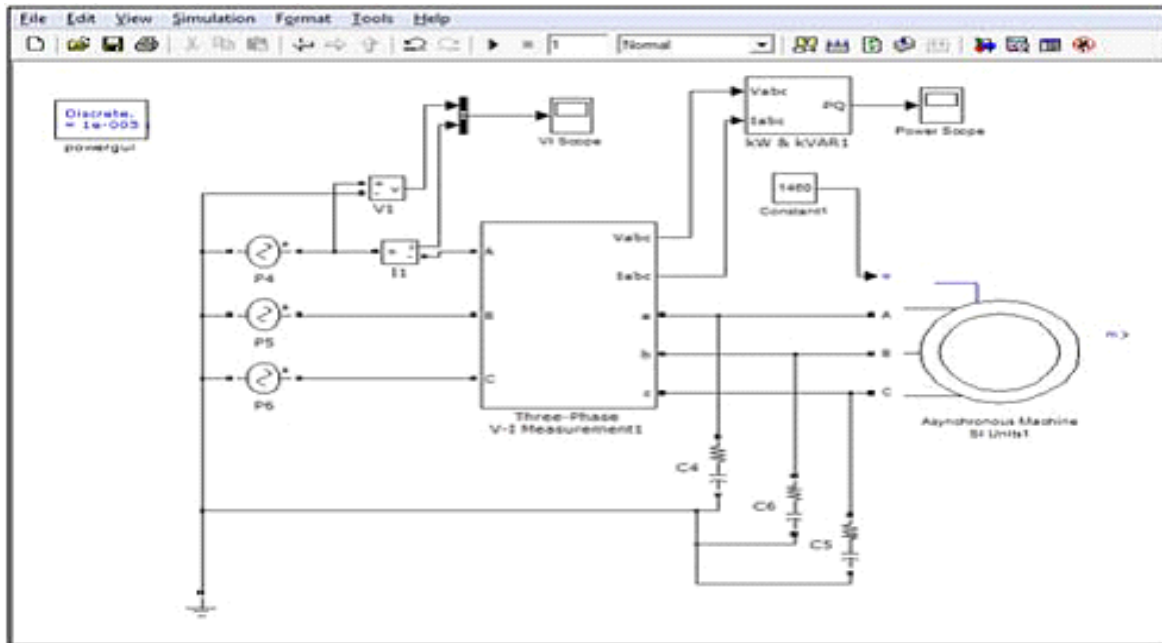 File Edit View Simulation Format Tools Help
1 Normal
Discrete,
= 1e-003
powergui
VI Scope
Vabc
Iabc
PQ
kW & kVAR1
Power Scope
V1
v
1460
Constant1
I1
P4
P5
P6
A
B
C
Vabc
Iabc
a
b
c
Three-Phase
V-I Measurement1
A
B
C
m
Asynchronous Machine
SI Units1
C4
C6
C5